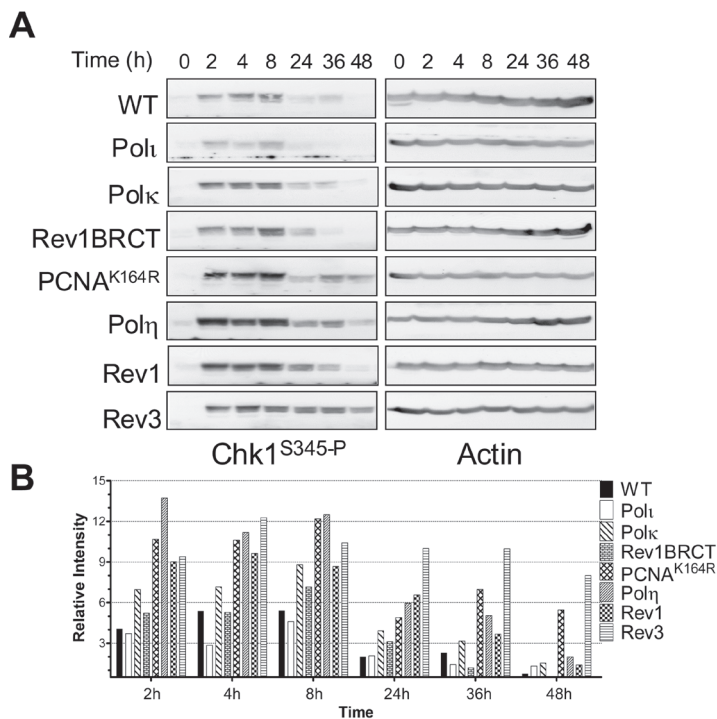 A
Time (h) 0 2 4 8 24 36 48 0 2 4 8 24 36 48
WT
Polι
Polκ
Rev1BRCT
PCNAK164R
Polη
Rev1
Rev3
Chk1S345-P Actin
B
15
12
9
6
3
Relative Intensity
2h 4h 8h 24h 36h 48h
Time
WT
Polι
Polκ
Rev1BRCT
PCNAK164R
Polη
Rev1
Rev3